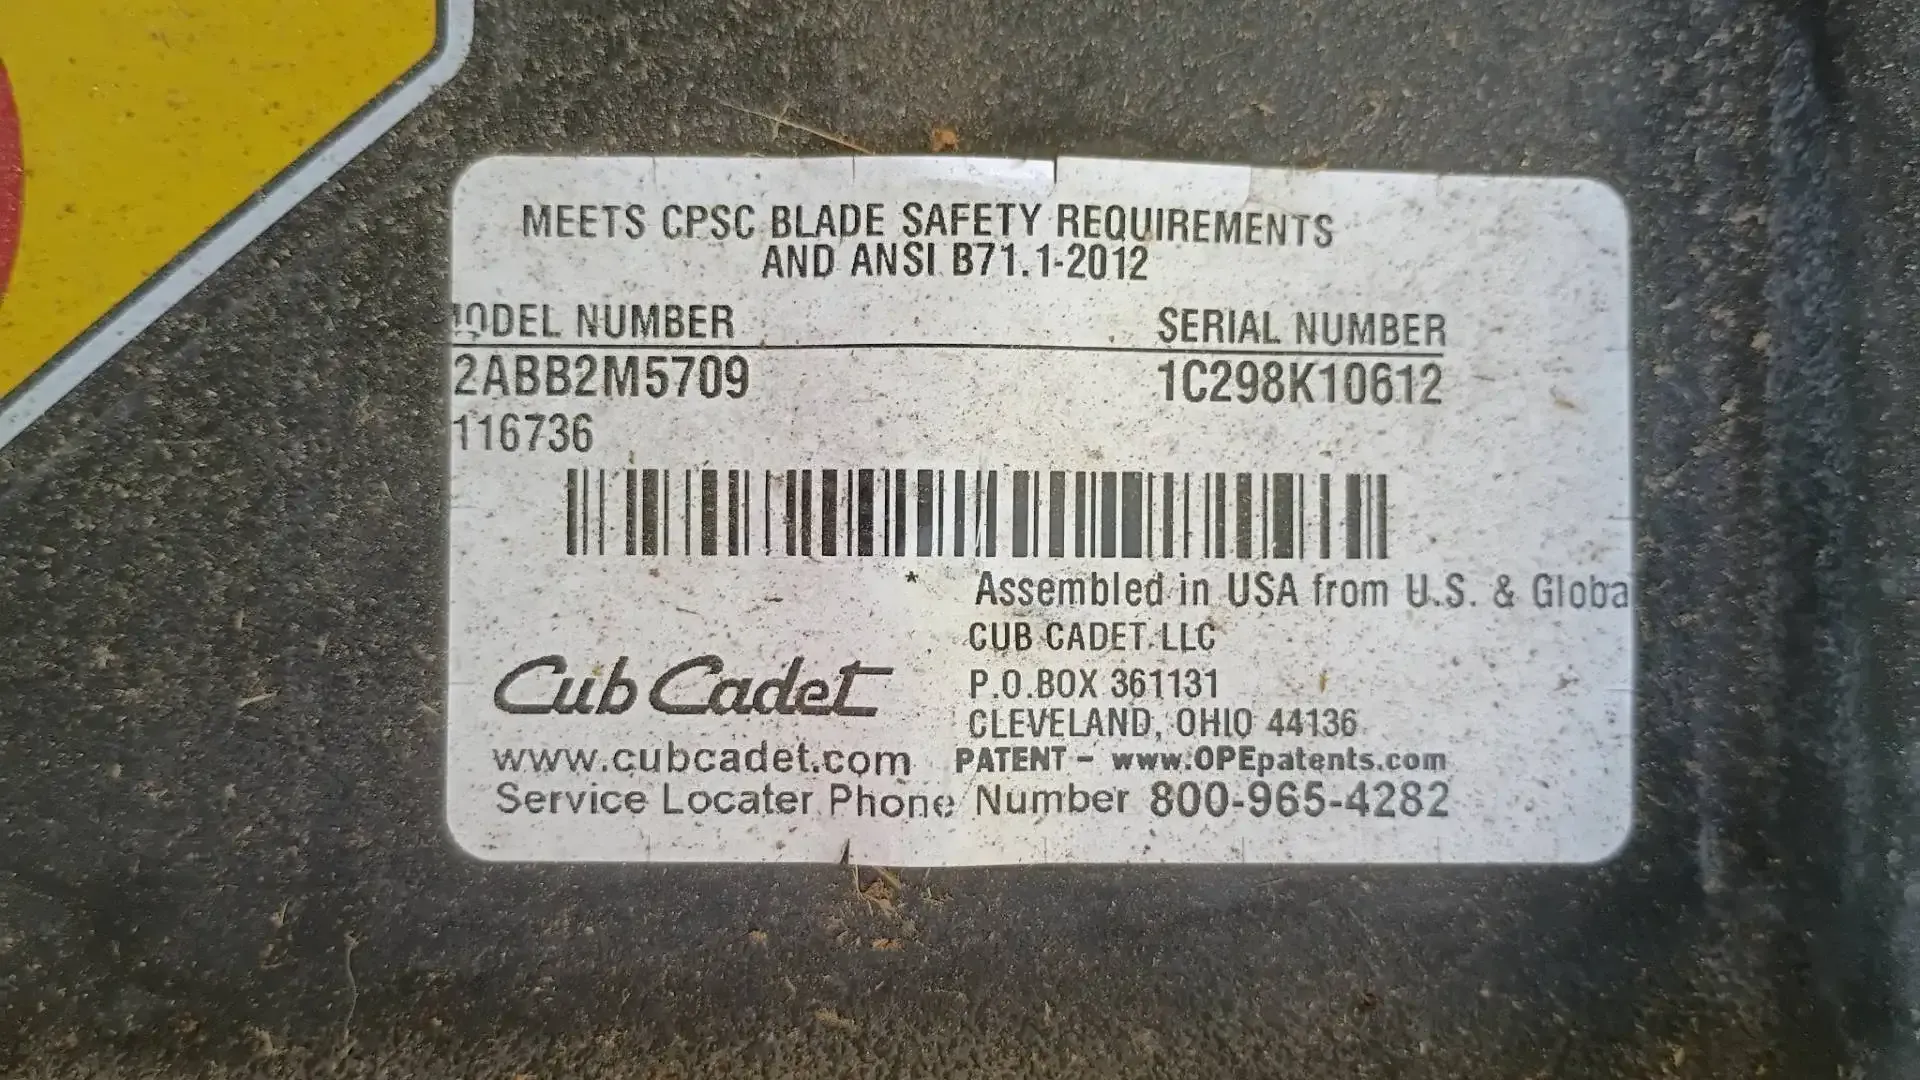 MEETS CPSC BLADE SAFETY REQUIREMENTS
AND ANSI B71.1-2012
MODEL NUMBER SERIAL NUMBER
2ABB2M5709 1C298K10612
116736
* Assembled in USA from U.S. & Globa
CUB CADET LLC
P.O.BOX 361131
Cub Cadet CLEVELAND, OHIO 44136
www.cubcadet.com PATENT - www.OPEpatents.com
Service Locater Phone Number 800-965-4282